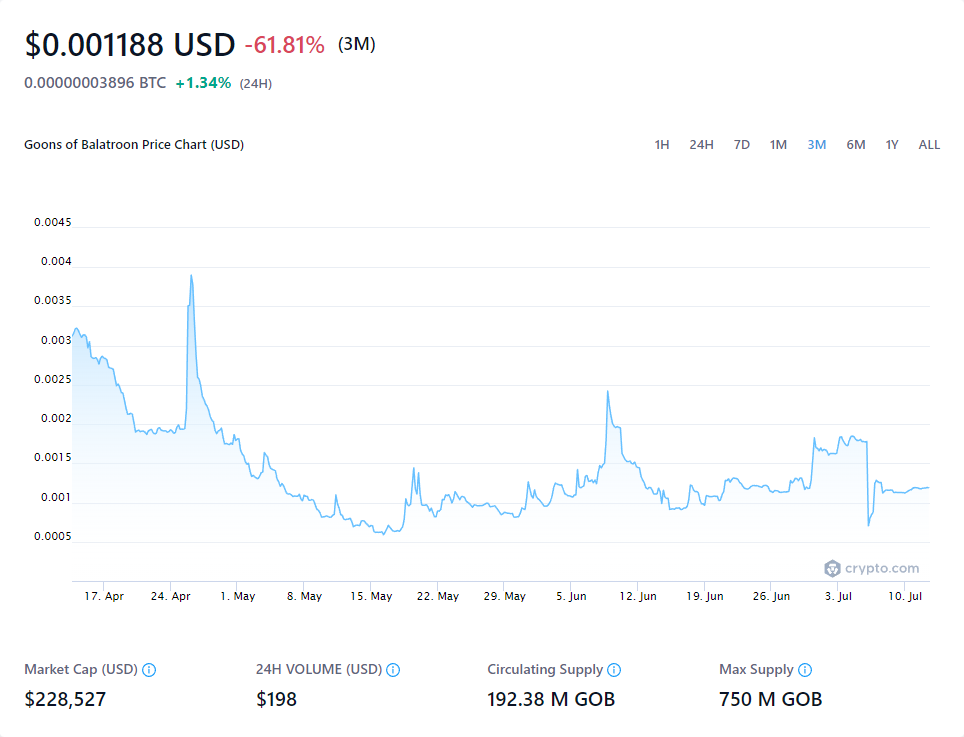 $0.001188 USD -61.81% (3M)
0.00000003896 BTC +1.34% (24H)
Goons of Balatroon Price Chart (USD)
1H 24H 7D 1M 3M 6M 1Y ALL
0.0045
0.004
0.0035
0.003
0.0025
0.002
0.0015
0.001
0.0005
crypto.com
17. Apr 24. Apr 1. May 8. May 15. May 22. May 29. May 5. Jun 12. Jun 19. Jun 26. Jun 3. Jul 10. Jul
Market Cap (USD) 24H VOLUME (USD) Circulating Supply Max Supply
$228,527 $198 192.38 M GOB 750 M GOB